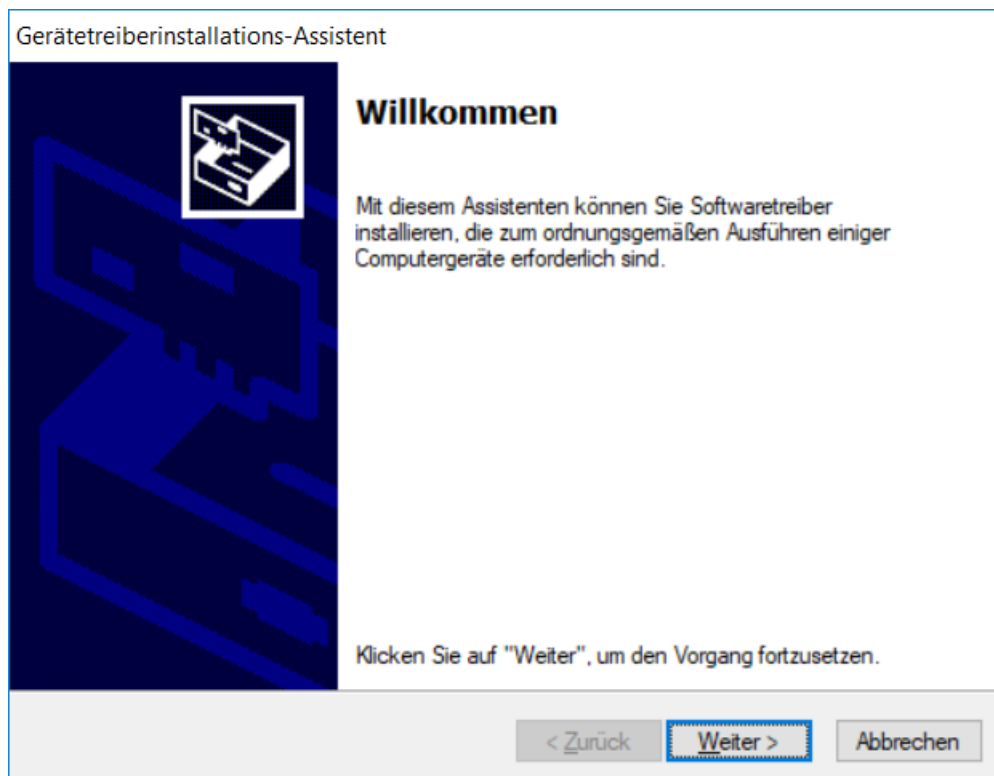 Gerätetreiberinstallations-Assistent
Willkommen
Mit diesem Assistenten können Sie Softwaretreiber
installieren, die zum ordnungsgemäßen Ausführen einiger
Computergeräte erforderlich sind.
Klicken Sie auf "Weiter", um den Vorgang fortzusetzen.
< Zurück Weiter > Abbrechen